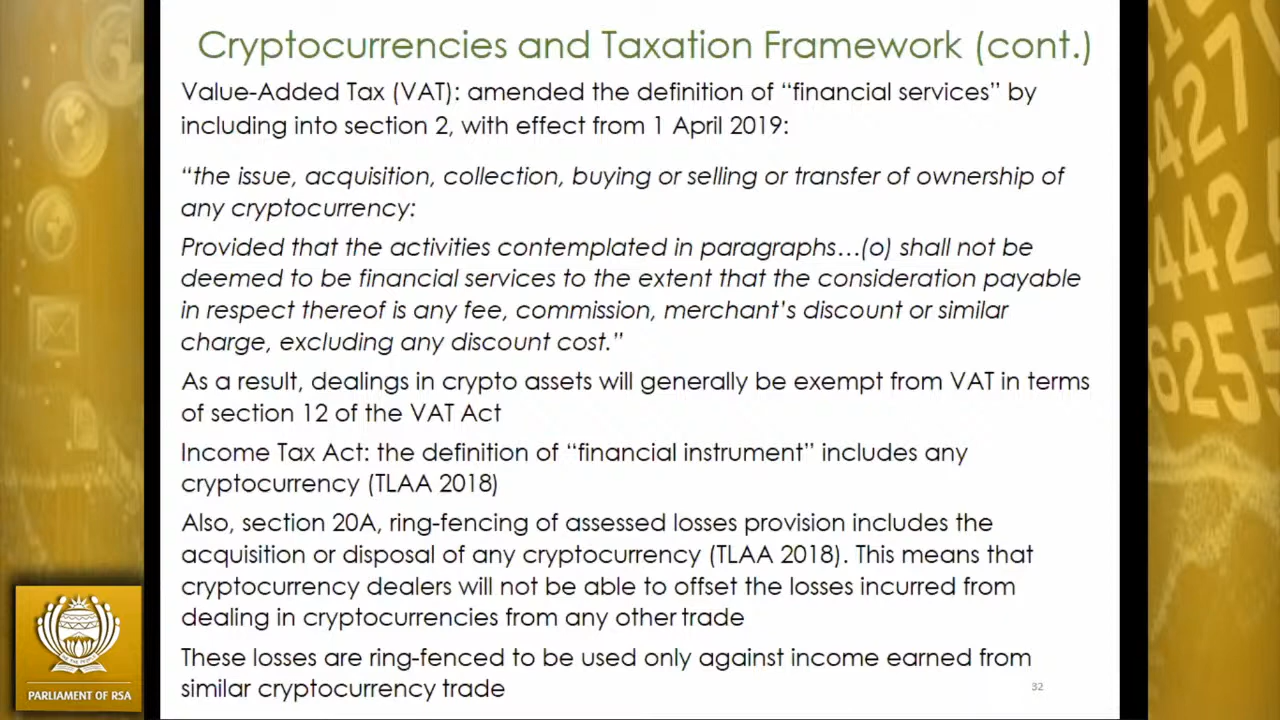 Cryptocurrencies and Taxation Framework (cont.)
Value-Added Tax (VAT): amended the definition of “financial services” by
including into section 2, with effect from 1 April 2019:
“the issue, acquisition, collection, buying or selling or transfer of ownership of
any cryptocurrency:
Provided that the activities contemplated in paragraphs…(o) shall not be
deemed to be financial services to the extent that the consideration payable
in respect thereof is any fee, commission, merchant’s discount or similar
charge, excluding any discount cost.”
As a result, dealings in crypto assets will generally be exempt from VAT in terms
of section 12 of the VAT Act
Income Tax Act: the definition of “financial instrument” includes any
cryptocurrency (TLAA 2018)
Also, section 20A, ring-fencing of assessed losses provision includes the
acquisition or disposal of any cryptocurrency (TLAA 2018). This means that
cryptocurrency dealers will not be able to offset the losses incurred from
dealing in cryptocurrencies from any other trade
These losses are ring-fenced to be used only against income earned from
similar cryptocurrency trade
32
PARLIAMENT OF RSA
427
442
6255